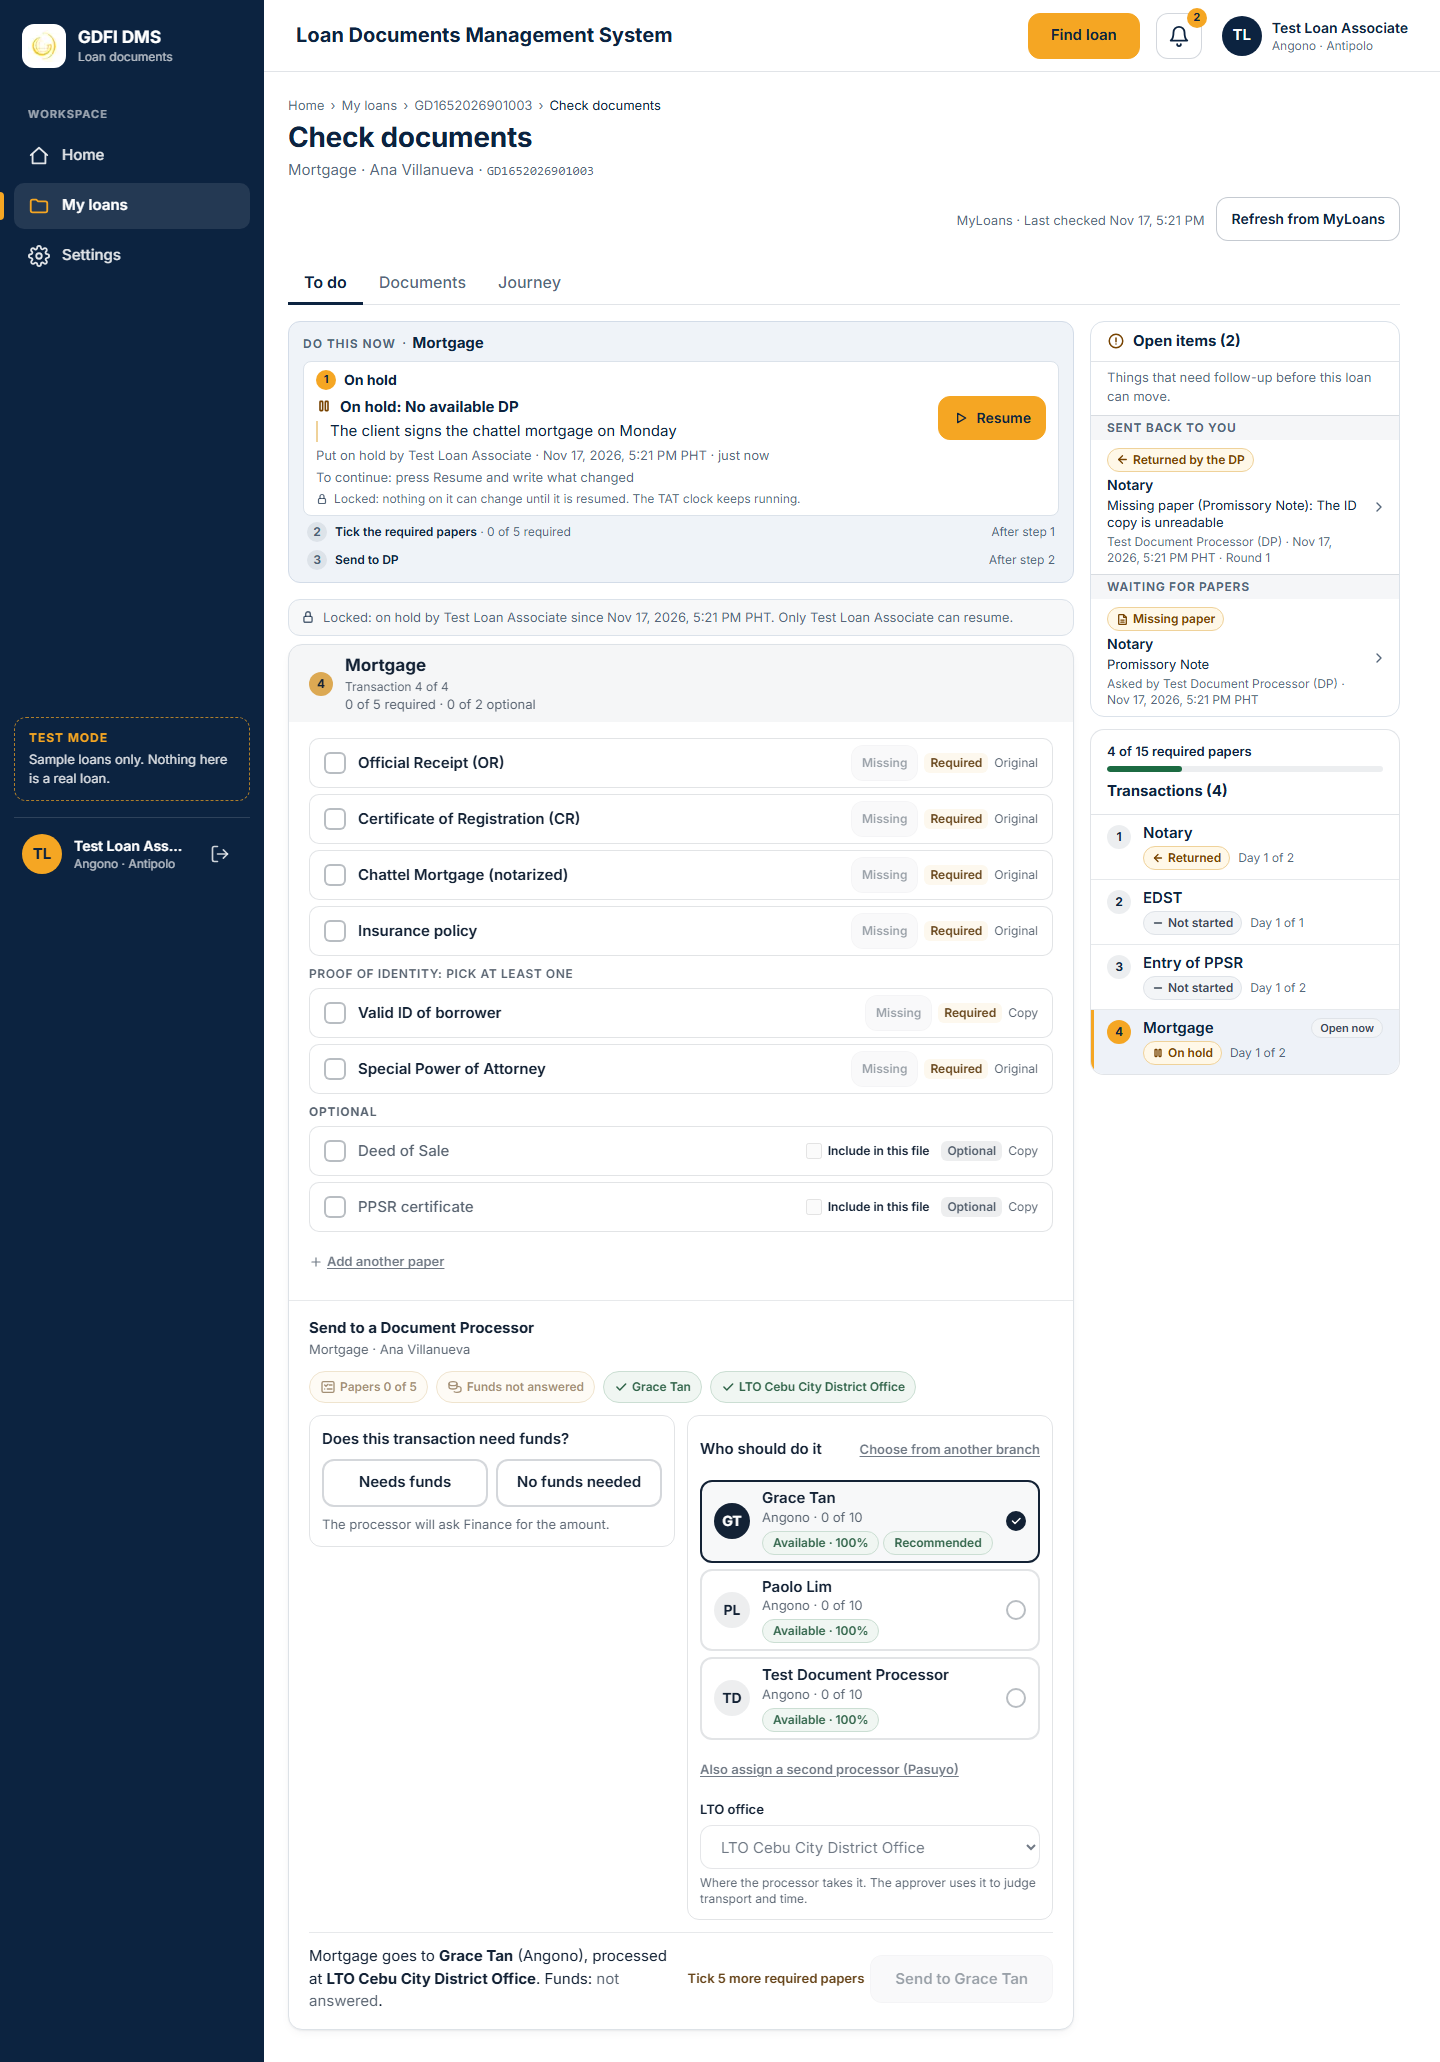 GDFI DMS
Loan documents
WORKSPACE
Home
My loans
Settings
TEST MODE
Sample loans only. Nothing here
is a real loan.
TL
Test Loan Ass...
Angono · Antipolo
Loan Documents Management System
Find loan
2
TL
Test Loan Associate
Angono · Antipolo
Home › My loans › GD1652026901003 › Check documents
Check documents
Mortgage · Ana Villanueva · GD1652026901003
MyLoans · Last checked Nov 17, 5:21 PM
Refresh from MyLoans
To do
Documents
Journey
DO THIS NOW · Mortgage
1 On hold
On hold: No available DP
The client signs the chattel mortgage on Monday
Put on hold by Test Loan Associate · Nov 17, 2026, 5:21 PM PHT · just now
To continue: press Resume and write what changed
Locked: nothing on it can change until it is resumed. The TAT clock keeps running.
Resume
2 Tick the required papers · 0 of 5 required After step 1
3 Send to DP After step 2
Locked: on hold by Test Loan Associate since Nov 17, 2026, 5:21 PM PHT. Only Test Loan Associate can resume.
4
Mortgage
Transaction 4 of 4
0 of 5 required · 0 of 2 optional
Official Receipt (OR) Missing Required Original
Certificate of Registration (CR) Missing Required Original
Chattel Mortgage (notarized) Missing Required Original
Insurance policy Missing Required Original
PROOF OF IDENTITY: PICK AT LEAST ONE
Valid ID of borrower Missing Required Copy
Special Power of Attorney Missing Required Original
OPTIONAL
Deed of Sale Include in this file Optional Copy
PPSR certificate Include in this file Optional Copy
+ Add another paper
Send to a Document Processor
Mortgage · Ana Villanueva
Papers 0 of 5
Funds not answered
Grace Tan
LTO Cebu City District Office
Does this transaction need funds?
Needs funds
No funds needed
The processor will ask Finance for the amount.
Who should do it
Choose from another branch
GT
Grace Tan
Angono · 0 of 10
Available · 100% Recommended
PL
Paolo Lim
Angono · 0 of 10
Available · 100%
TD
Test Document Processor
Angono · 0 of 10
Available · 100%
Also assign a second processor (Pasuyo)
LTO office
LTO Cebu City District Office
Where the processor takes it. The approver uses it to judge
transport and time.
Mortgage goes to Grace Tan (Angono), processed
at LTO Cebu City District Office. Funds: not
answered.
Tick 5 more required papers
Send to Grace Tan
Open items (2)
Things that need follow-up before this loan
can move.
SENT BACK TO YOU
Returned by the DP
Notary
Missing paper (Promissory Note): The ID
copy is unreadable
Test Document Processor (DP) · Nov 17,
2026, 5:21 PM PHT · Round 1
WAITING FOR PAPERS
Missing paper
Notary
Promissory Note
Asked by Test Document Processor (DP) ·
Nov 17, 2026, 5:21 PM PHT
4 of 15 required papers
Transactions (4)
1 Notary
Returned Day 1 of 2
2 EDST
Not started Day 1 of 1
3 Entry of PPSR
Not started Day 1 of 2
4 Mortgage Open now
On hold Day 1 of 2